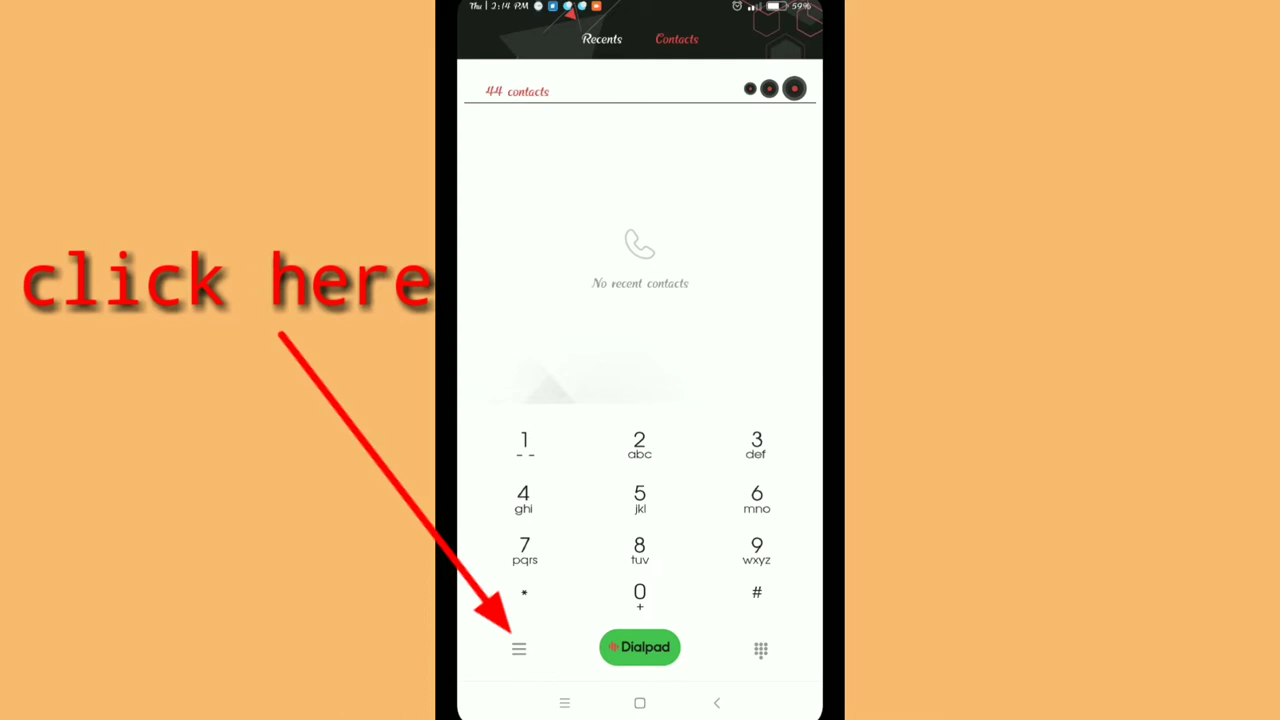 Thu | 2:14 PM
59%
Recents Contacts
44 contacts
click here
No recent contacts
1 2 3
abc def
4 5 6
ghi jkl mno
7 8 9
pqrs tuv wxyz
* 0 #
+
Dialpad